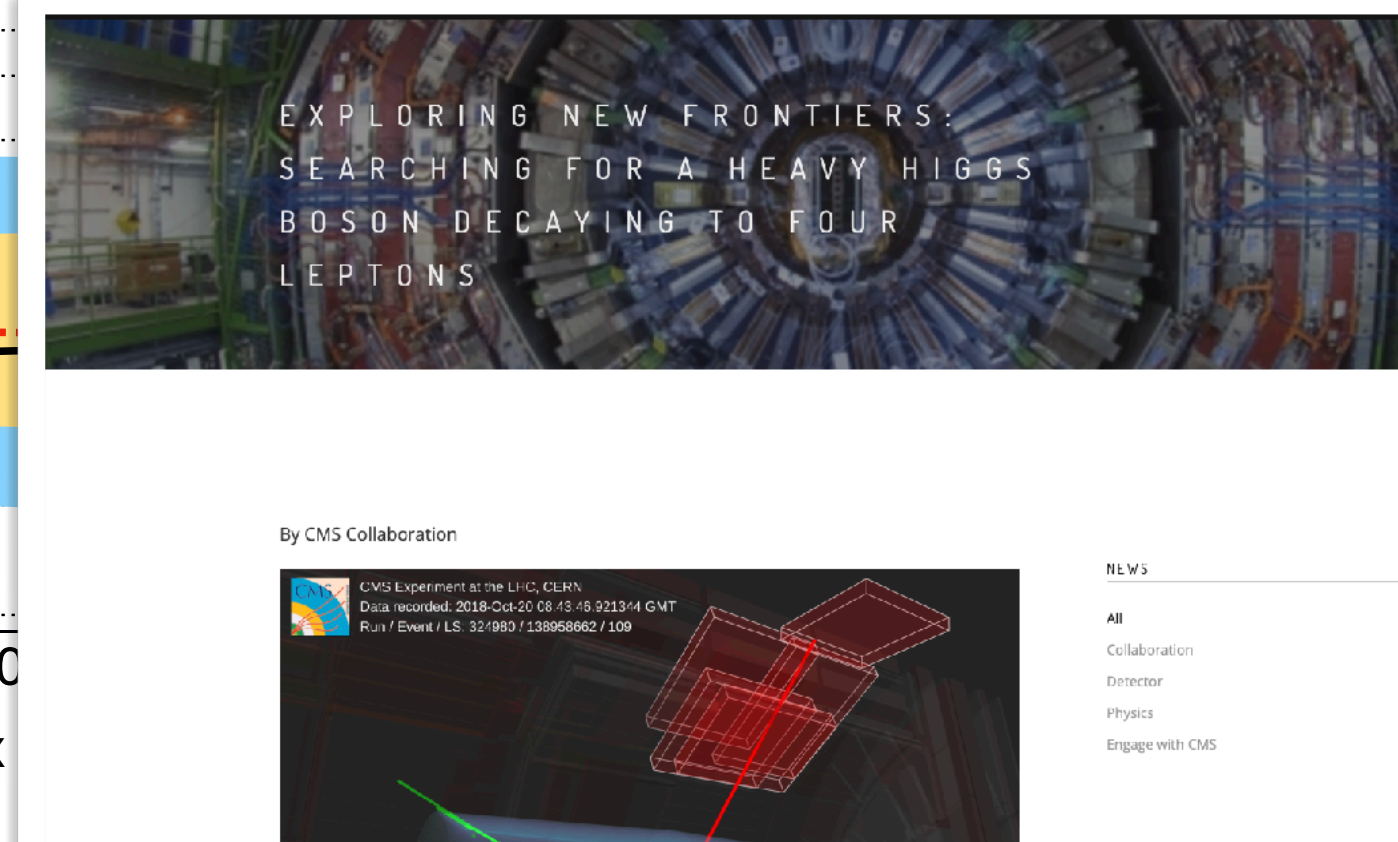 EXPLORING NEW FRONTIERS:
SEARCHING FOR A HEAVY HIGGS
BOSON DECAYING TO FOUR
LEPTONS
By CMS Collaboration
CMS
CMS Experiment at the LHC, CERN
Data recorded: 2018-Oct-20 08:43:46.921344 GMT
Run / Event / LS: 324980 / 138958662 / 109
NEWS
All
Collaboration
Detector
Physics
Engage with CMS
0